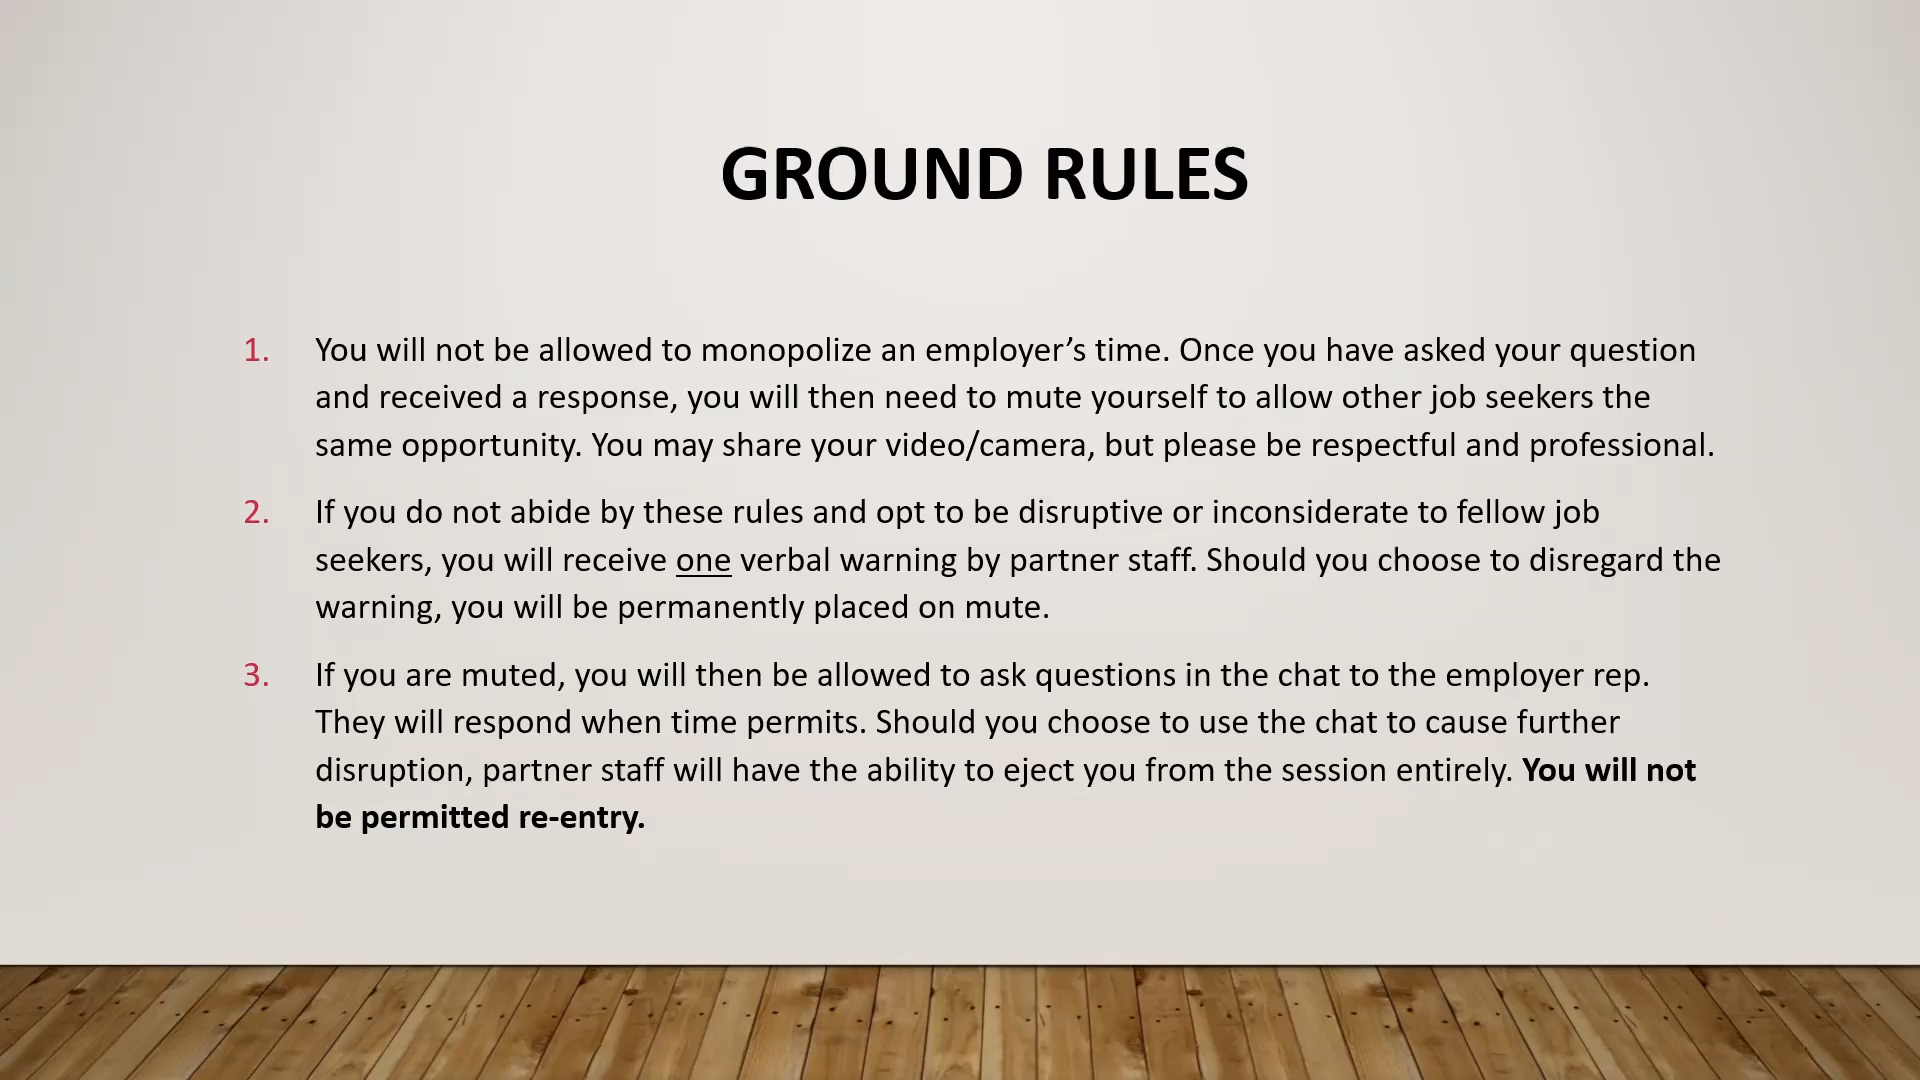 GROUND RULES
1. You will not be allowed to monopolize an employer’s time. Once you have asked your question
and received a response, you will then need to mute yourself to allow other job seekers the
same opportunity. You may share your video/camera, but please be respectful and professional.
2. If you do not abide by these rules and opt to be disruptive or inconsiderate to fellow job
seekers, you will receive one verbal warning by partner staff. Should you choose to disregard the
warning, you will be permanently placed on mute.
3. If you are muted, you will then be allowed to ask questions in the chat to the employer rep.
They will respond when time permits. Should you choose to use the chat to cause further
disruption, partner staff will have the ability to eject you from the session entirely. You will not
be permitted re-entry.